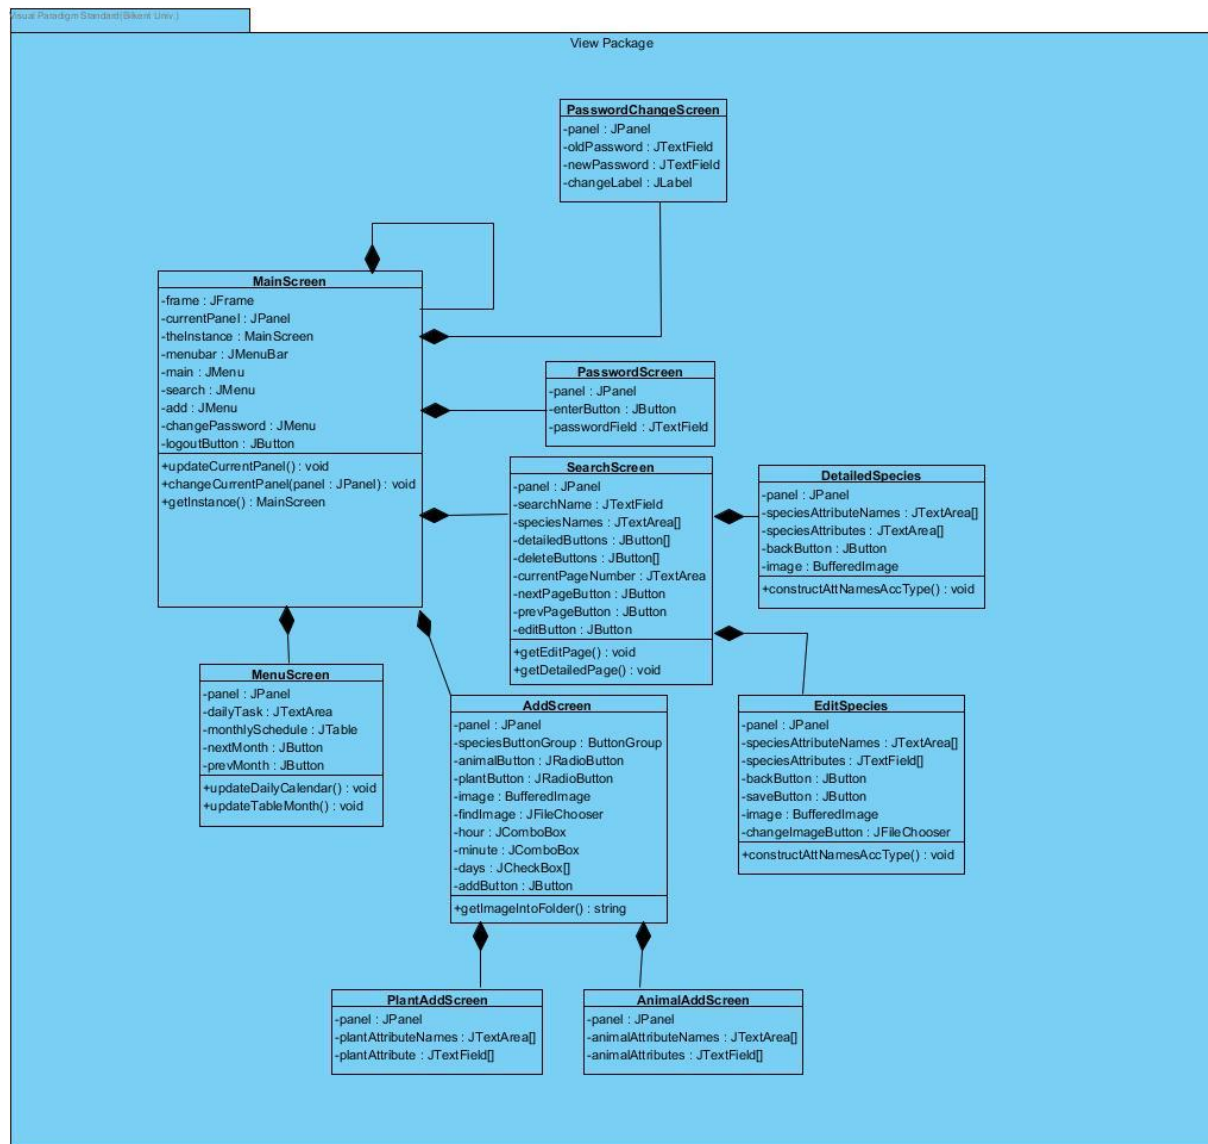 Visual Paradigm Standard(Bilkent Univ.)
View Package
PasswordChangeScreen
-panel : JPanel
-oldPassword : JTextField
-newPassword : JTextField
-changeLabel : JLabel
MainScreen
-frame : JFrame
-currentPanel : JPanel
-theInstance : MainScreen
-menubar : JMenuBar
-main : JMenu
-search : JMenu
-add : JMenu
-changePassword : JMenu
-logoutButton : JButton
+updateCurrentPanel() : void
+changeCurrentPanel(panel : JPanel) : void
+getInstance() : MainScreen
PasswordScreen
-panel : JPanel
-enterButton : JButton
-passwordField : JTextField
SearchScreen
-panel : JPanel
-searchName : JTextField
-speciesNames : JTextArea[]
-detailedButtons : JButton[]
-deleteButtons : JButton[]
-currentPageNumber : JTextArea
-nextPageButton : JButton
-prevPageButton : JButton
-editButton : JButton
+getEditPage() : void
+getDetailedPage() : void
DetailedSpecies
-panel : JPanel
-speciesAttributeNames : JTextArea[]
-speciesAttributes : JTextArea[]
-backButton : JButton
-image : BufferedImage
+constructAttNamesAccType() : void
MenuScreen
-panel : JPanel
-dailyTask : JTextArea
-monthlySchedule : JTable
-nextMonth : JButton
-prevMonth : JButton
+updateDailyCalendar() : void
+updateTableMonth() : void
AddScreen
-panel : JPanel
-speciesButtonGroup : ButtonGroup
-animalButton : JRadioButton
-plantButton : JRadioButton
-image : BufferedImage
-findImage : JFileChooser
-hour : JComboBox
-minute : JComboBox
-days : JCheckBox[]
-addButton : JButton
+getImageIntoFolder() : string
EditSpecies
-panel : JPanel
-speciesAttributeNames : JTextArea[]
-speciesAttributes : JTextField[]
-backButton : JButton
-saveButton : JButton
-image : BufferedImage
-changeImageButton : JFileChooser
+constructAttNamesAccType() : void
PlantAddScreen
-panel : JPanel
-plantAttributeNames : JTextArea[]
-plantAttribute : JTextField[]
AnimalAddScreen
-panel : JPanel
-animalAttributeNames : JTextArea[]
-animalAttributes : JTextField[]